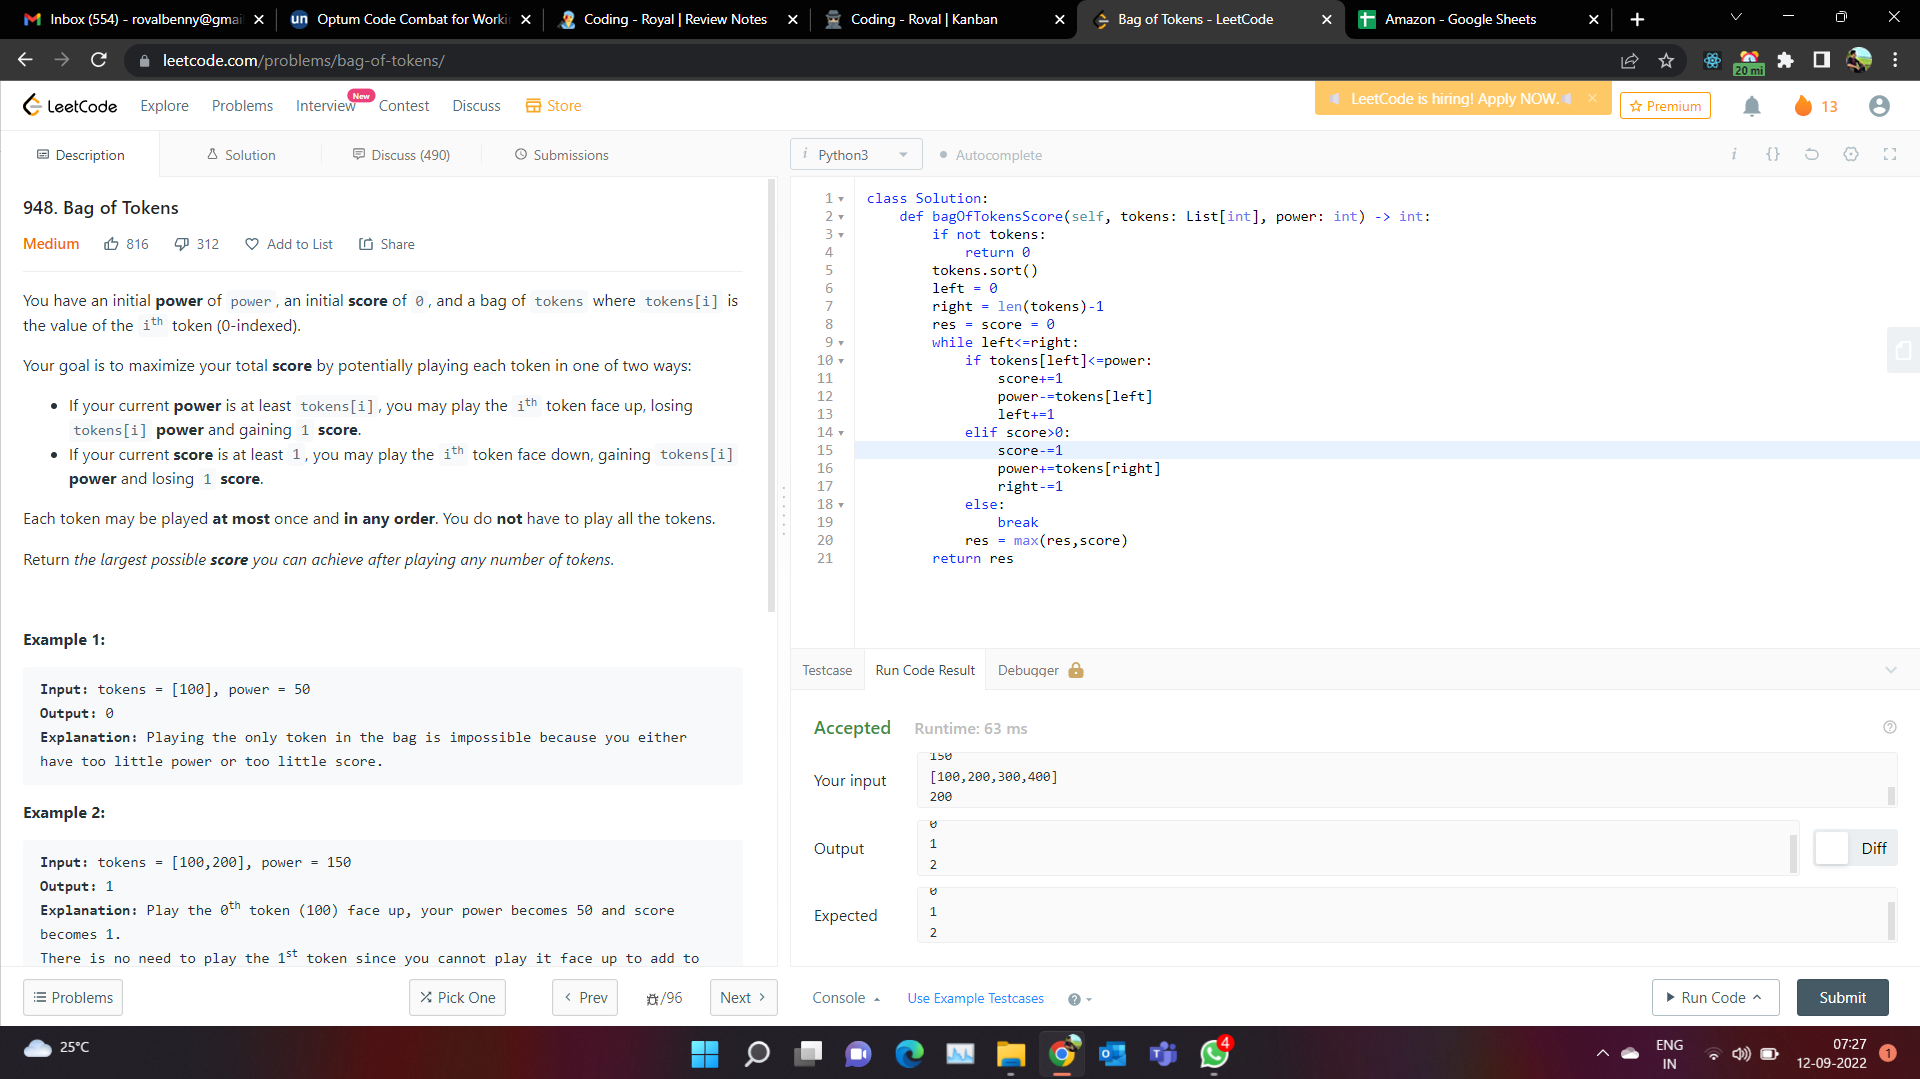 Inbox (554) - rovalbenny@gmai
Optum Code Combat for Worki
Coding - Royal | Review Notes
Coding - Roval | Kanban
Bag of Tokens - LeetCode
Amazon - Google Sheets
leetcode.com/problems/bag-of-tokens/
20 mi
LeetCode
Explore
Problems
Interview
New
Contest
Discuss
Store
LeetCode is hiring! Apply NOW.
Premium
13
Description
Solution
Discuss (490)
Submissions
948. Bag of Tokens
Medium
816
312
Add to List
Share
You have an initial power of power , an initial score of 0 , and a bag of tokens where tokens[i] is
the value of the ith token (0-indexed).
Your goal is to maximize your total score by potentially playing each token in one of two ways:
• If your current power is at least tokens[i] , you may play the ith token face up, losing
tokens[i] power and gaining 1 score.
• If your current score is at least 1 , you may play the ith token face down, gaining tokens[i]
power and losing 1 score.
Each token may be played at most once and in any order. You do not have to play all the tokens.
Return the largest possible score you can achieve after playing any number of tokens.
Example 1:
Input: tokens = [100], power = 50
Output: 0
Explanation: Playing the only token in the bag is impossible because you either
have too little power or too little score.
Example 2:
Input: tokens = [100,200], power = 150
Output: 1
Explanation: Play the 0th token (100) face up, your power becomes 50 and score
becomes 1.
There is no need to play the 1st token since you cannot play it face up to add to
Problems
Pick One
Prev
/96
Next
i Python3
Autocomplete
i {}
1 class Solution:
2 def bagOfTokensScore(self, tokens: List[int], power: int) -> int:
3 if not tokens:
4 return 0
5 tokens.sort()
6 left = 0
7 right = len(tokens)-1
8 res = score = 0
9 while left<=right:
10 if tokens[left]<=power:
11 score+=1
12 power-=tokens[left]
13 left+=1
14 elif score>0:
15 score-=1
16 power+=tokens[right]
17 right-=1
18 else:
19 break
20 res = max(res,score)
21 return res
Testcase
Run Code Result
Debugger
Accepted
Runtime: 63 ms
Your input
150
[100,200,300,400]
200
Output
0
1
2
Diff
Expected
0
1
2
Console
Use Example Testcases
Run Code
Submit
25°C
4
ENG
IN
07:27
12-09-2022
1